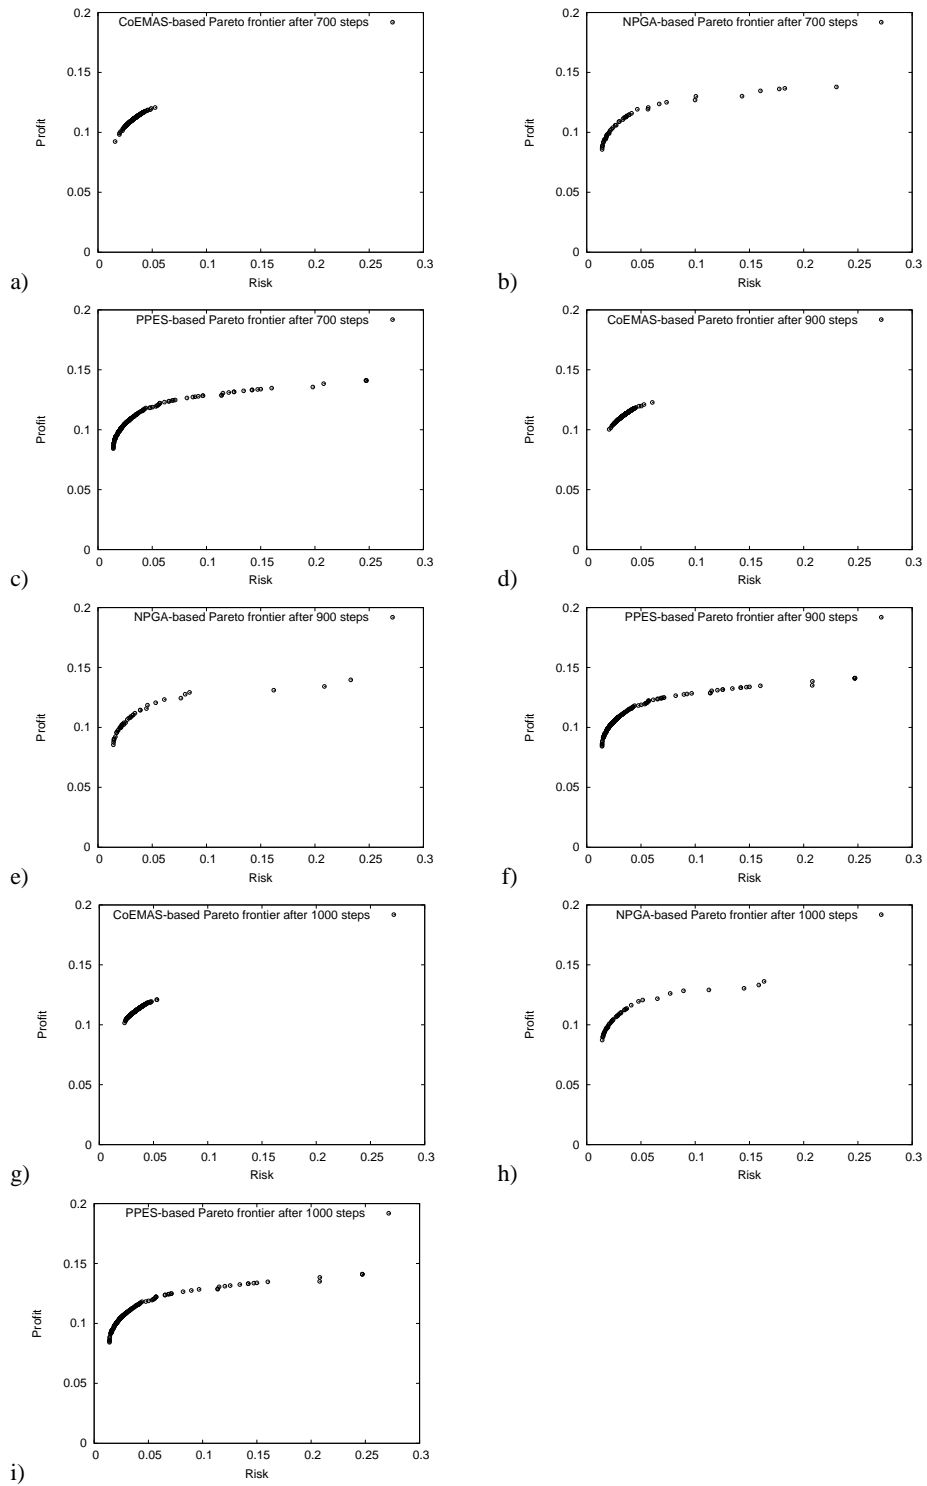 CoEMAS-based Pareto frontier after 700 steps
0.2
0.15
0.1
0.05
0
0 0.05 0.1 0.15 0.2 0.25 0.3
Profit
Risk
a)
NPGA-based Pareto frontier after 700 steps
0.2
0.15
0.1
0.05
0
0 0.05 0.1 0.15 0.2 0.25 0.3
Profit
Risk
b)
PPES-based Pareto frontier after 700 steps
0.2
0.15
0.1
0.05
0
0 0.05 0.1 0.15 0.2 0.25 0.3
Profit
Risk
c)
CoEMAS-based Pareto frontier after 900 steps
0.2
0.15
0.1
0.05
0
0 0.05 0.1 0.15 0.2 0.25 0.3
Profit
Risk
d)
NPGA-based Pareto frontier after 900 steps
0.2
0.15
0.1
0.05
0
0 0.05 0.1 0.15 0.2 0.25 0.3
Profit
Risk
e)
PPES-based Pareto frontier after 900 steps
0.2
0.15
0.1
0.05
0
0 0.05 0.1 0.15 0.2 0.25 0.3
Profit
Risk
f)
CoEMAS-based Pareto frontier after 1000 steps
0.2
0.15
0.1
0.05
0
0 0.05 0.1 0.15 0.2 0.25 0.3
Profit
Risk
g)
NPGA-based Pareto frontier after 1000 steps
0.2
0.15
0.1
0.05
0
0 0.05 0.1 0.15 0.2 0.25 0.3
Profit
Risk
h)
PPES-based Pareto frontier after 1000 steps
0.2
0.15
0.1
0.05
0
0 0.05 0.1 0.15 0.2 0.25 0.3
Profit
Risk
i)